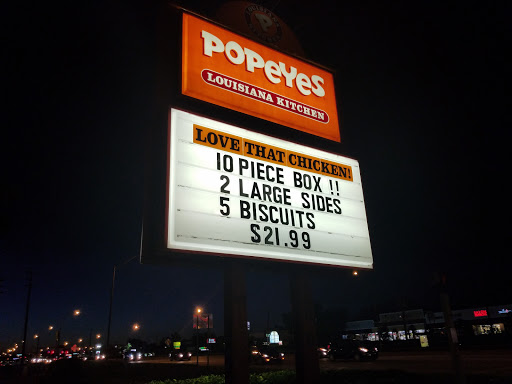 POPEYES
LOUISIANA KITCHEN
LOVE THAT CHICKEN!
10 PIECE BOX !!
2 LARGE SIDES
5 BISCUITS
$21.99